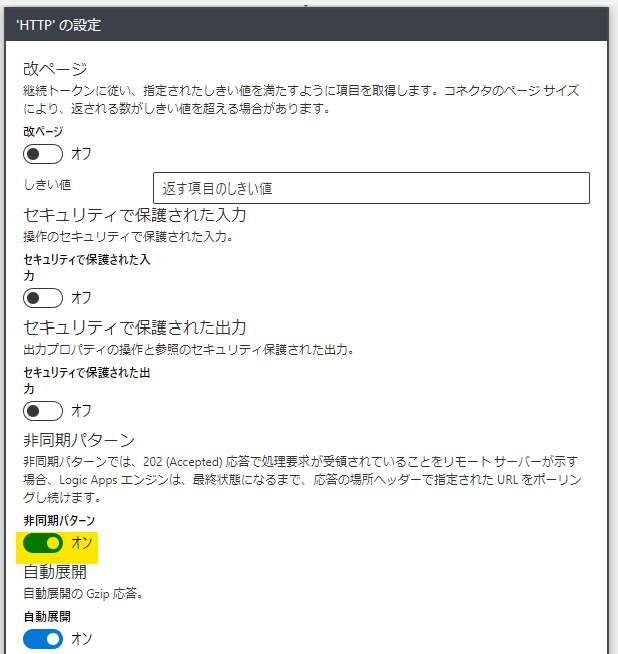 'HTTP' の設定
改ページ
継続トークンに従い、指定されたしきい値を満たすように項目を取得します。コネクタのページ サイズ
により、返される数がしきい値を超える場合があります。
改ページ
オフ
しきい値
返す項目のしきい値
セキュリティで保護された入力
操作のセキュリティで保護された入力。
セキュリティで保護された入
力
オフ
セキュリティで保護された出力
出力プロパティの操作と参照のセキュリティ保護された出力。
セキュリティで保護された出
力
オフ
非同期パターン
非同期パターンでは、202 (Accepted) 応答で処理要求が受領されていることをリモート サーバーが示す
場合、Logic Apps エンジンは、最終状態になるまで、応答の場所ヘッダーで指定された URL をポーリン
グし続けます。
非同期パターン
オン
自動展開
自動展開の Gzip 応答。
自動展開
オン